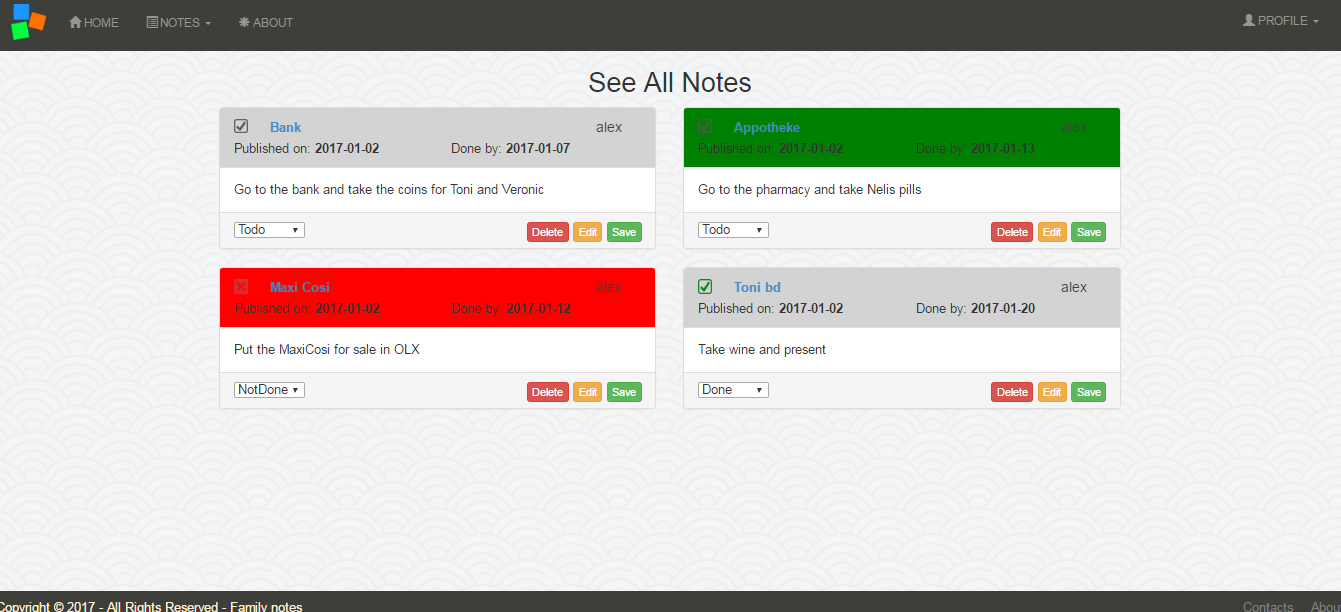 HOME NOTES ABOUT PROFILE
See All Notes
Bank alex
Published on: 2017-01-02 Done by: 2017-01-07
Go to the bank and take the coins for Toni and Veronic
Todo Delete Edit Save
Appotheke alex
Published on: 2017-01-02 Done by: 2017-01-13
Go to the pharmacy and take Nelis pills
Todo Delete Edit Save
Maxi Cosi alex
Published on: 2017-01-02 Done by: 2017-01-12
Put the MaxiCosi for sale in OLX
NotDone Delete Edit Save
Toni bd alex
Published on: 2017-01-02 Done by: 2017-01-20
Take wine and present
Done Delete Edit Save
Copyright © 2017 - All Rights Reserved - Family notes Contacts Abou